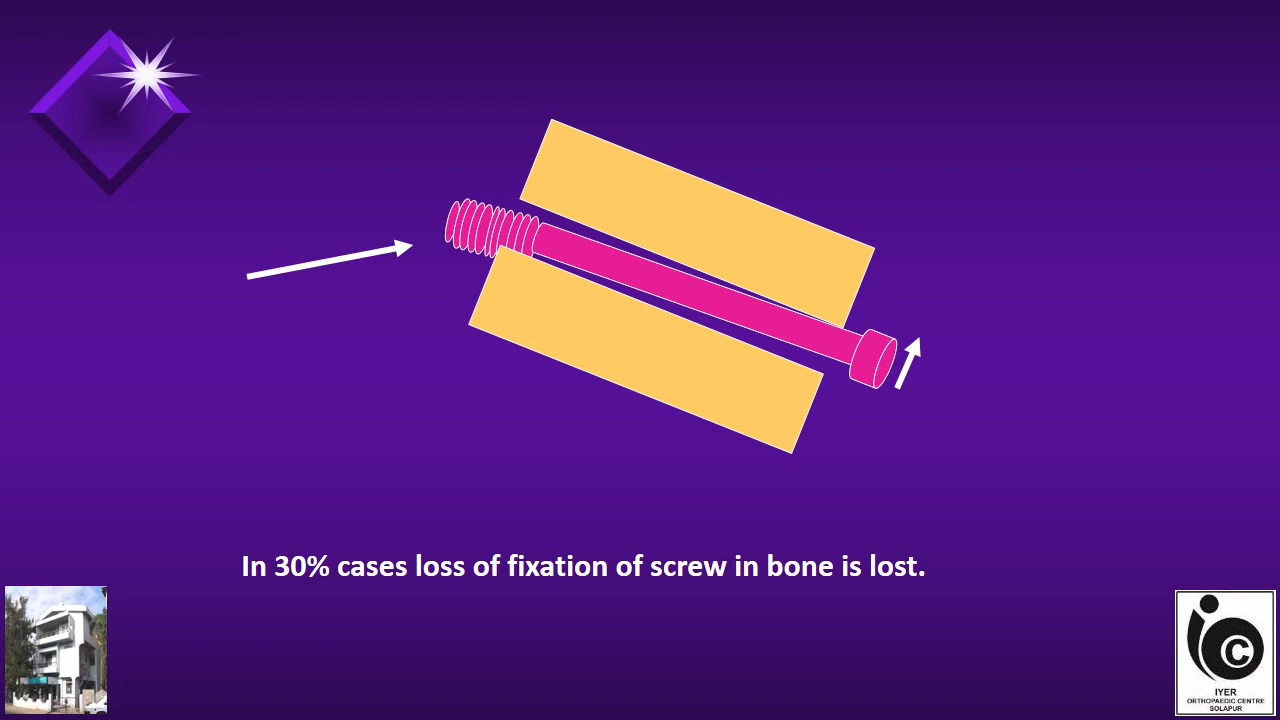 In 30% cases loss of fixation of screw in bone is lost.
C
IYER
ORTHOPAEDIC CENTRE
SOLAPUR